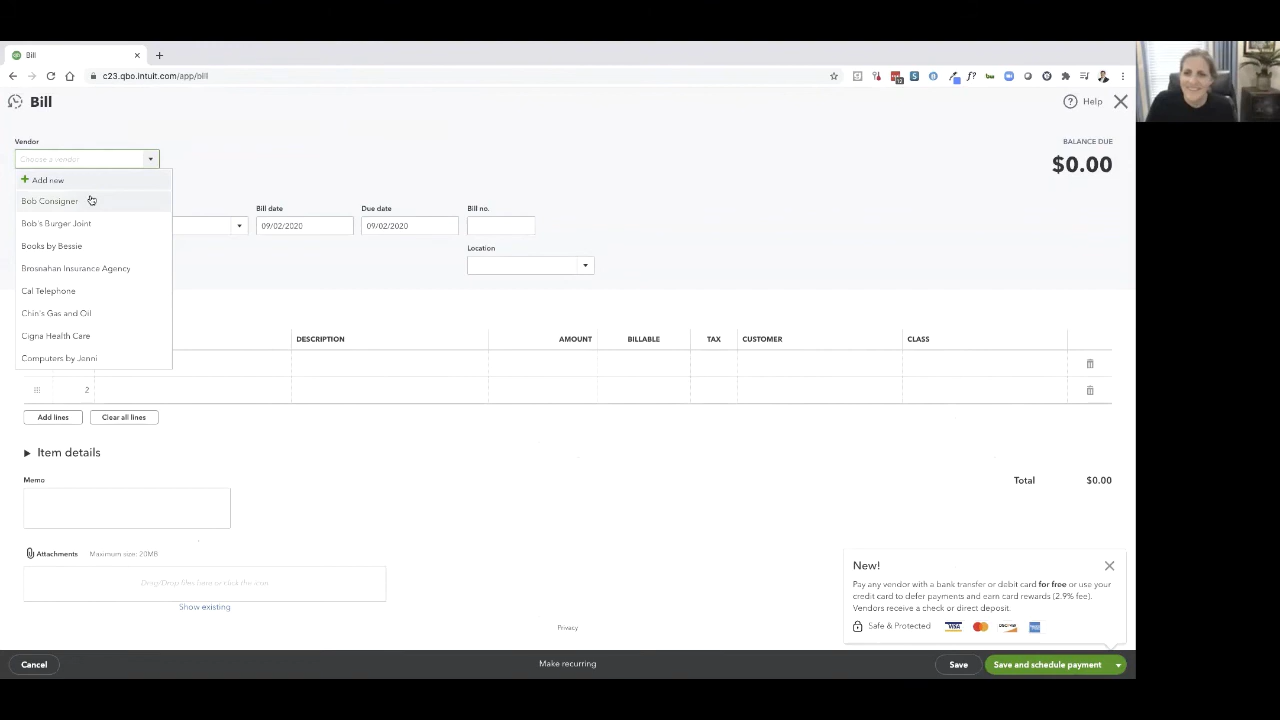 Bill
c23.qbo.intuit.com/app/bill
12
Bill
Help
Vendor
BALANCE DUE
Choose a vendor
$0.00
Add new
Bob Consigner
Bob's Burger Joint
Books by Bessie
Brosnahan Insurance Agency
Cal Telephone
Chin's Gas and Oil
Cigna Health Care
Computers by Jenni
Bill date
Due date
Bill no.
09/02/2020
09/02/2020
Location
DESCRIPTION
AMOUNT
BILLABLE
TAX
CUSTOMER
CLASS
2
Add lines
Clear all lines
Item details
Memo
Total
$0.00
Attachments
Maximum size: 20MB
Drag/Drop files here or click the icon
Show existing
Privacy
New!
Pay any vendor with a bank transfer or debit card for free or use your
credit card to defer payments and earn card rewards (2.9% fee).
Vendors receive a check or direct deposit.
Safe & Protected
VISA
DISCOVER
Cancel
Make recurring
Save
Save and schedule payment